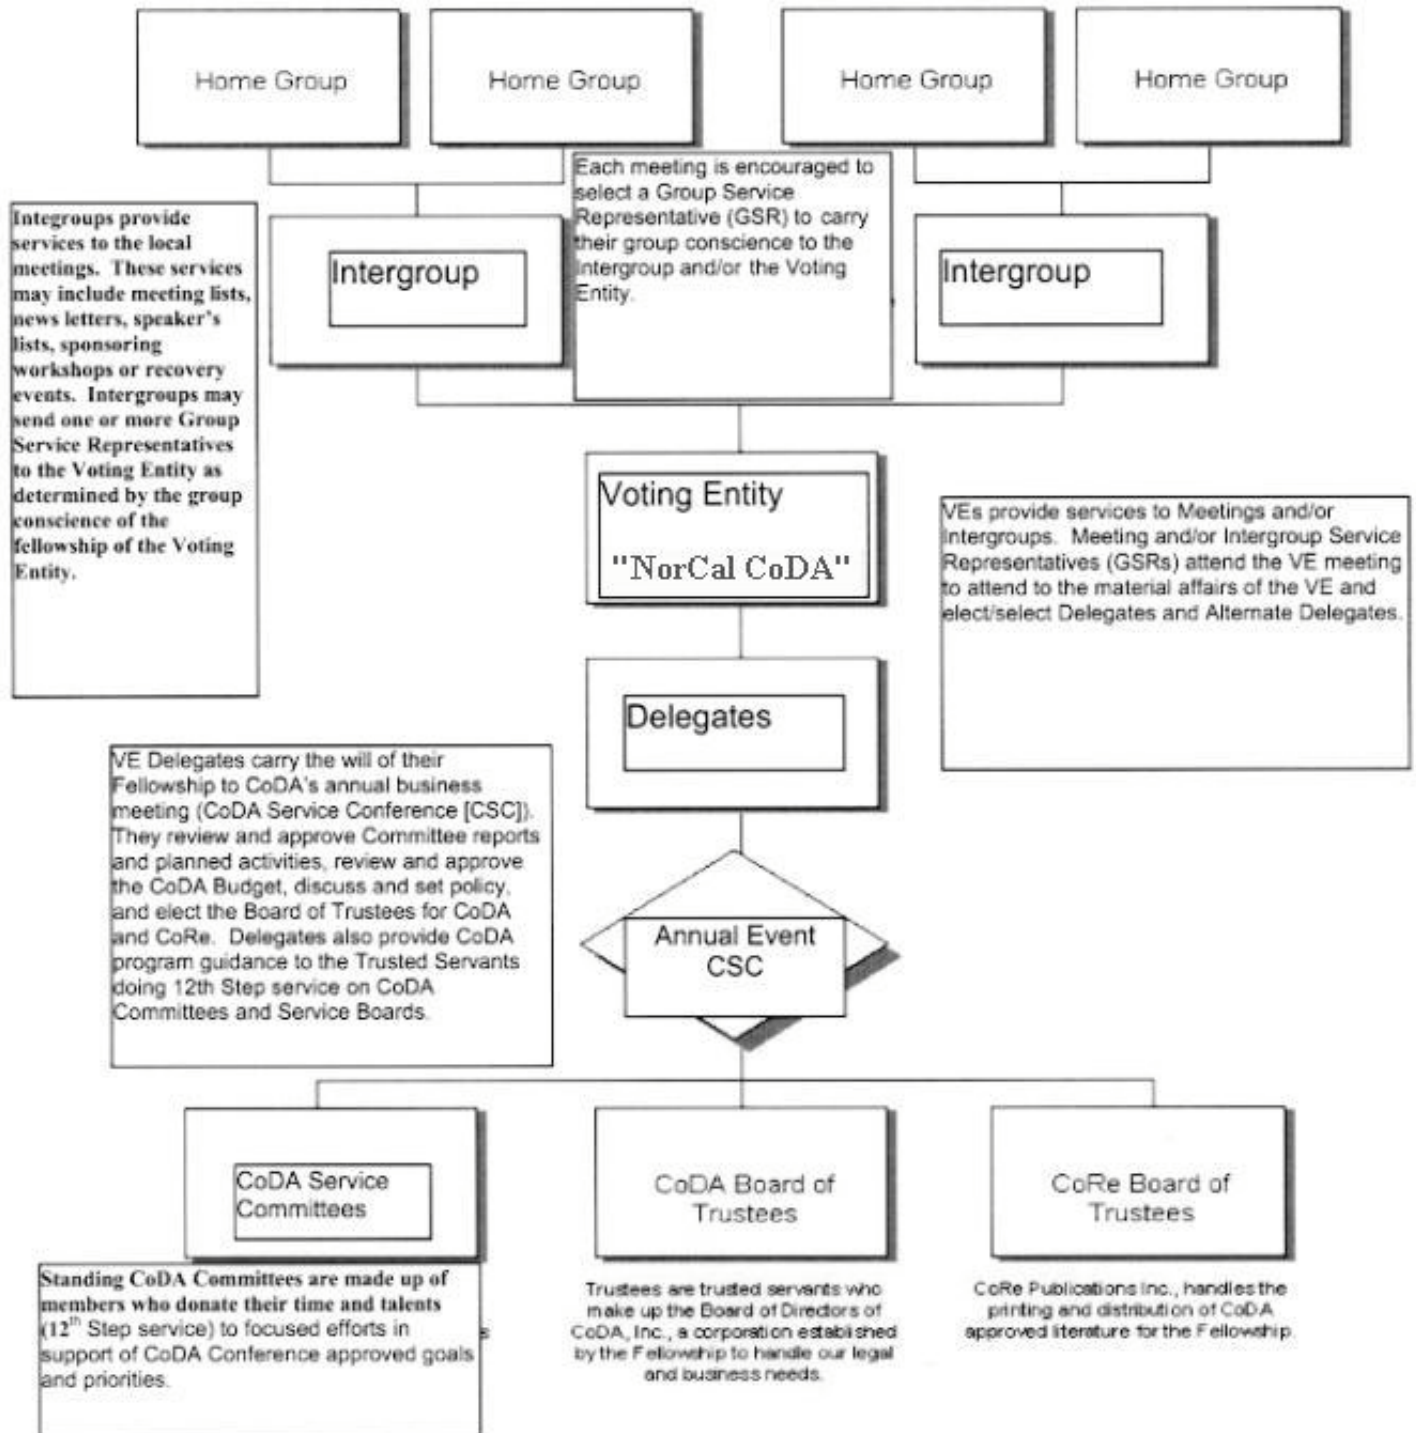 Home Group
Home Group
Home Group
Home Group
Each meeting is encouraged to
select a Group Service
Representative (GSR) to carry
their group conscience to the
Intergroup and/or the Voting
Entity.
Integroups provide
services to the local
meetings. These services
may include meeting lists,
news letters, speaker's
lists, sponsoring
workshops or recovery
events. Intergroups may
send one or more Group
Service Representatives
to the Voting Entity as
determined by the group
conscience of the
fellowship of the Voting
Entity.
Intergroup
Intergroup
Voting Entity
"NorCal CoDA"
VEs provide services to Meetings and/or
Intergroups. Meeting and/or Intergroup Service
Representatives (GSRs) attend the VE meeting
to attend to the material affairs of the VE and
elect/select Delegates and Alternate Delegates.
Delegates
VE Delegates carry the will of their
Fellowship to CoDA's annual business
meeting (CoDA Service Conference [CSC]).
They review and approve Committee reports
and planned activities, review and approve
the CoDA Budget, discuss and set policy,
and elect the Board of Trustees for CoDA
and CoRe. Delegates also provide CoDA
program guidance to the Trusted Servants
doing 12th Step service on CoDA
Committees and Service Boards.
Annual Event
CSC
CoDA Service
Committees
CoDA Board of
Trustees
CoRe Board of
Trustees
Standing CoDA Committees are made up of
members who donate their time and talents
(12th Step service) to focused efforts in
support of CoDA Conference approved goals
and priorities.
s
Trustees are trusted servants who
make up the Board of Directors of
CoDA, Inc., a corporation established
by the Fellowship to handle our legal
and business needs.
CoRe Publications Inc., handles the
printing and distribution of CoDA
approved literature for the Fellowship.